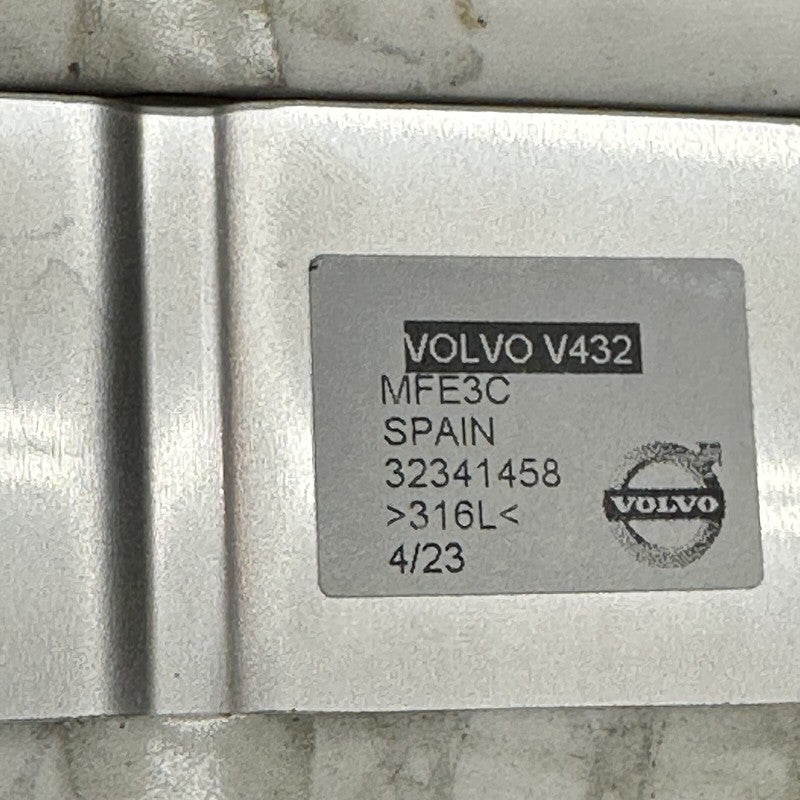 VOLVO V432
MFE3C
SPAIN
32341458
>316L<
4/23
VOLVO